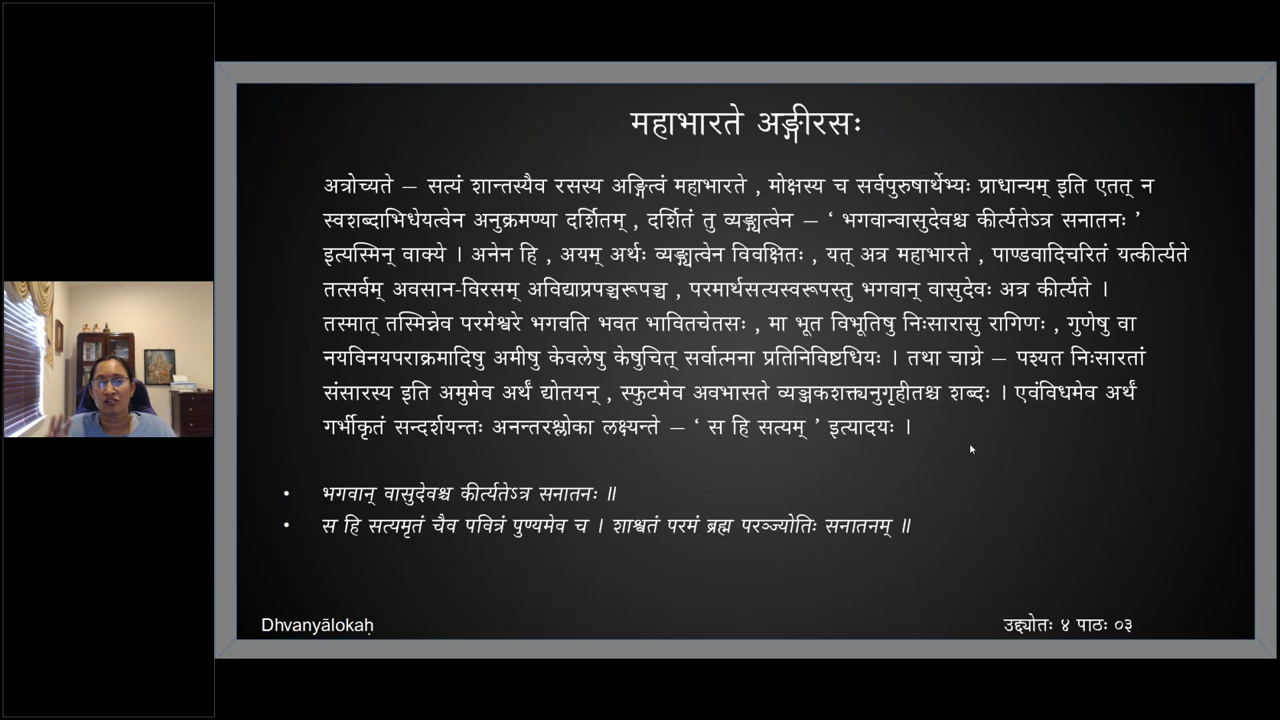 महाभारते अङ्गीरसः
अत्रोच्यते – सत्यं शान्तस्यैव रसस्य अङ्गित्वं महाभारते , मोक्षस्य च सर्वपुरुषार्थेभ्यः प्राधान्यम् इति एतत् न
स्वशब्दाभिधेयत्वेन अनुक्रमण्या दर्शितम् , दर्शितं तु व्यङ्ग्यत्वेन – ‘ भगवान्वासुदेवश्च कीर्त्यतेऽत्र सनातनः ’
इत्यस्मिन् वाक्ये । अनेन हि , अयम् अर्थः व्यङ्ग्यत्वेन विवक्षितः , यत् अत्र महाभारते , पाण्डवादिचरितं यत्कीर्त्यते
तत्सर्वम् अवसान-विरसम् अविद्याप्रपञ्चरूपञ्च , परमार्थसत्यस्वरूपस्तु भगवान् वासुदेवः अत्र कीर्त्यते ।
तस्मात् तस्मिन्नेव परमेश्वरे भगवति भवत भावितचेतसः , मा भूत विभूतिषु निःसारासु रागिणः , गुणेषु वा
नयविनयपराक्रमादिषु अमीषु केवलेषु केषुचित् सर्वात्मना प्रतिनिविष्टधियः । तथा चाग्रे – पश्यत निःसारतां
संसारस्य इति अमुमेव अर्थं द्योतयन् , स्फुटमेव अवभासते व्यञ्जकशक्त्यनुगृहीतश्च शब्दः । एवंविधमेव अर्थं
गर्भीकृतं सन्दर्शयन्तः अनन्तरश्लोका लक्ष्यन्ते – ‘ स हि सत्यम् ’ इत्यादयः ।
• भगवान् वासुदेवश्च कीर्त्यतेऽत्र सनातनः ॥
• स हि सत्यमृतं चैव पवित्रं पुण्यमेव च । शाश्वतं परमं ब्रह्म परञ्ज्योतिः सनातनम् ॥
Dhvanyālokaḥ
उद्द्योतः ४ पाठः ०३